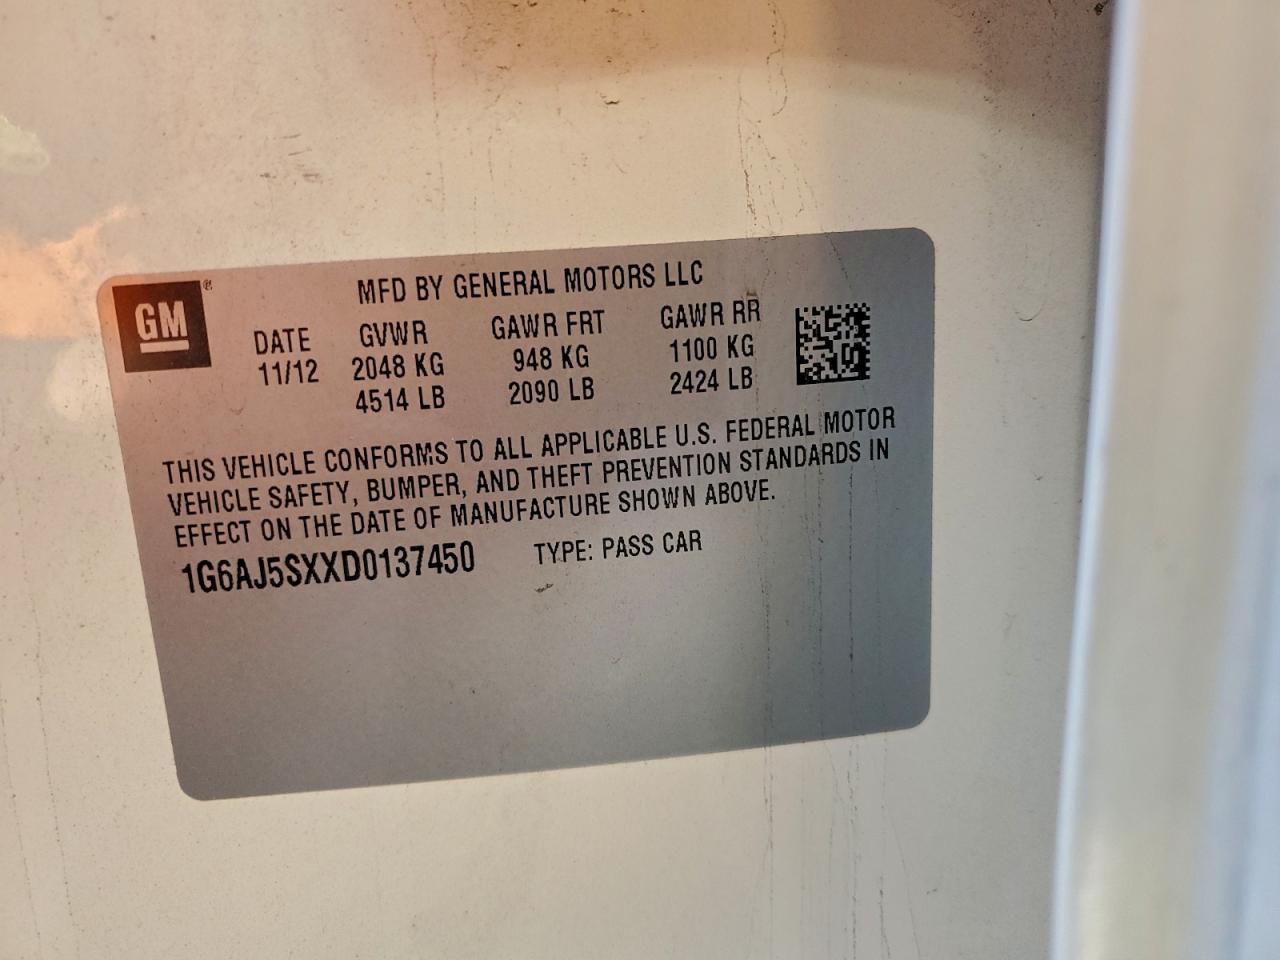 GM ®
MFD BY GENERAL MOTORS LLC
DATE GVWR GAWR FRT GAWR RR
11/12 2048 KG 948 KG 1100 KG
4514 LB 2090 LB 2424 LB
THIS VEHICLE CONFORMS TO ALL APPLICABLE U.S. FEDERAL MOTOR
VEHICLE SAFETY, BUMPER, AND THEFT PREVENTION STANDARDS IN
EFFECT ON THE DATE OF MANUFACTURE SHOWN ABOVE.
1G6AJ5SXXD0137450 TYPE: PASS CAR